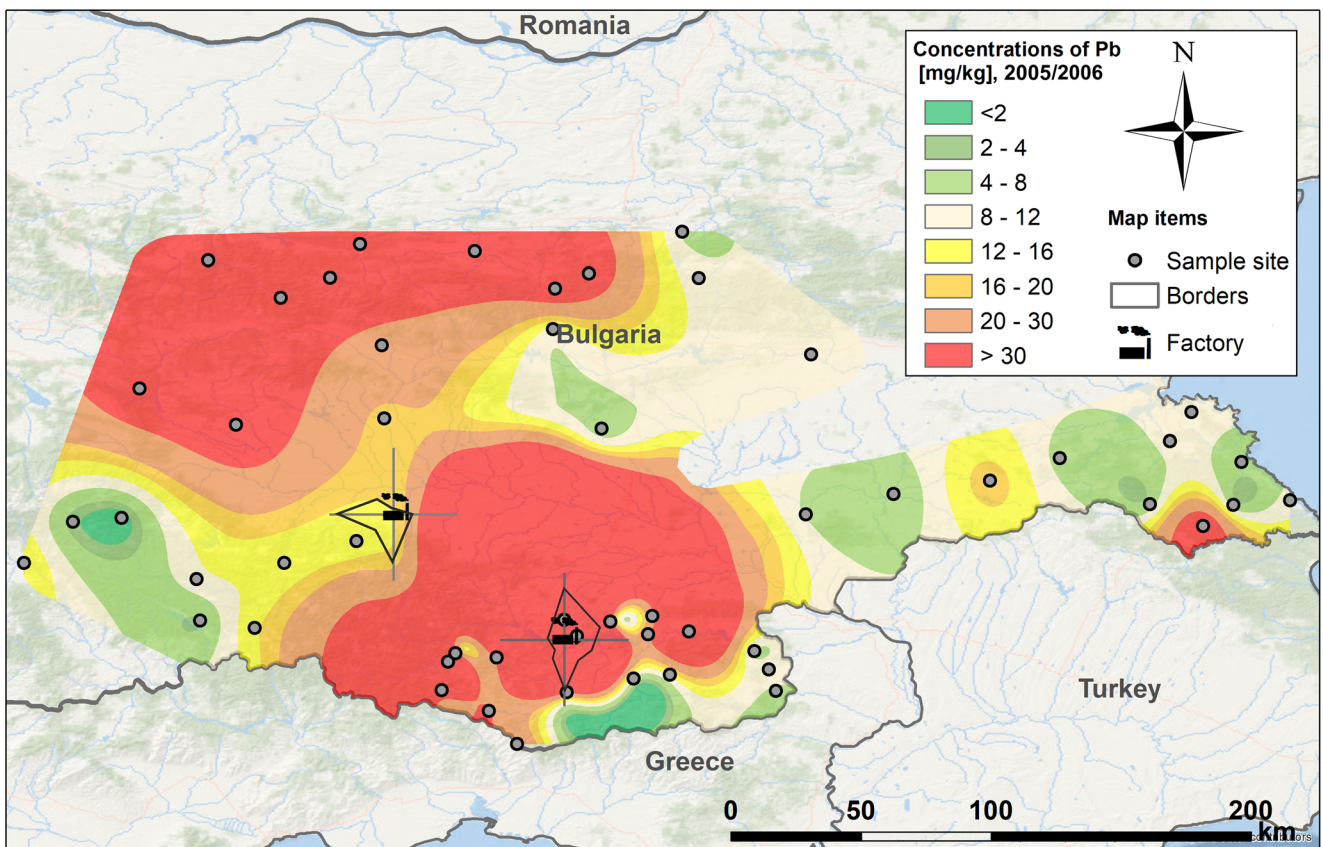 Romania
Concentrations of Pb
[mg/kg], 2005/2006
N
<2
2 - 4
4 - 8
8 - 12
12 - 16
16 - 20
20 - 30
> 30
Map items
Sample site
Borders
Factory
Bulgaria
Turkey
Greece
0 50 100 200
km
contributors